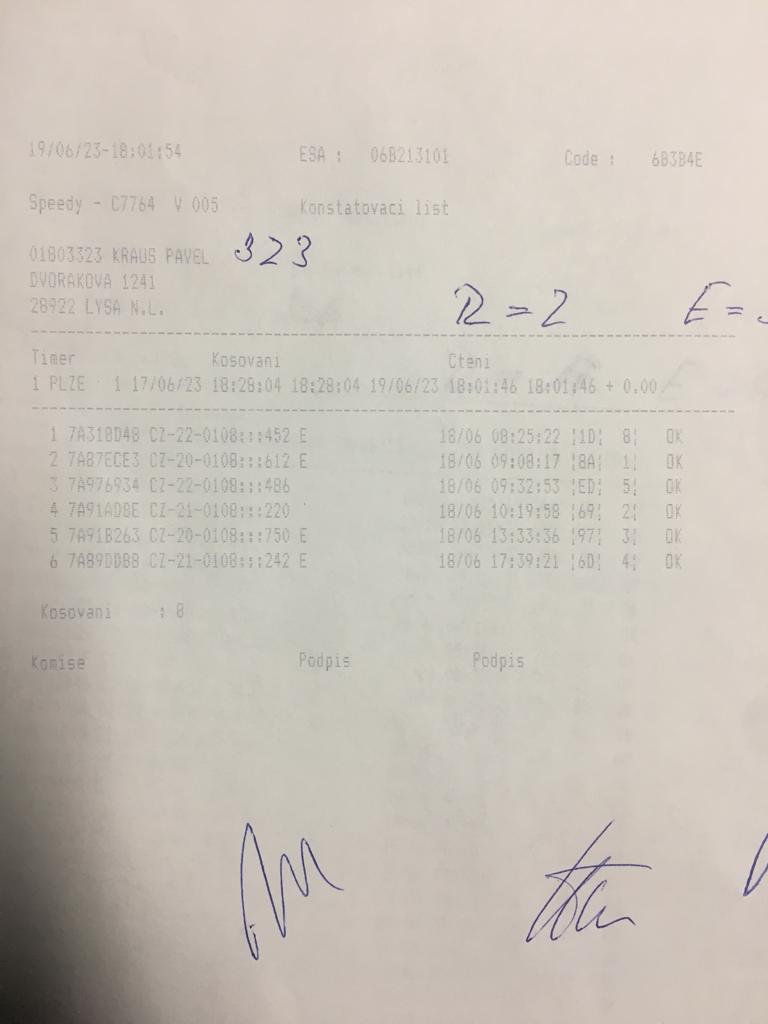 19/06/23-18:01:54 ESA : 06B213101 Code : 6B3B4E
Speedy - C7764 V 005 Konstatovaci list
01803323 KRAUS PAVEL 323
DVORAKOVA 1241
28922 LYSA N.L. R=2 E=
Timer Kosovani Cteni
1 PLZE 1 17/06/23 18:28:04 18:28:04 19/06/23 18:01:46 18:01:46 + 0.00
1 7A318D48 CZ-22-0108:::452 E 18/06 08:25:22 ¦1D¦ 8¦ OK
2 7A87ECE3 CZ-20-0108:::612 E 18/06 09:08:17 ¦8A¦ 1¦ OK
3 7A976934 CZ-22-0108:::486 18/06 09:32:53 ¦ED¦ 5¦ OK
4 7A91AD8E CZ-21-0108:::220 18/06 10:19:58 ¦69¦ 2¦ OK
5 7A91B263 CZ-20-0108:::750 E 18/06 13:33:36 ¦97¦ 3¦ OK
6 7A89DDB8 CZ-21-0108:::242 E 18/06 17:39:21 ¦6D¦ 4¦ OK
Kosovani : 8
Komise Podpis Podpis